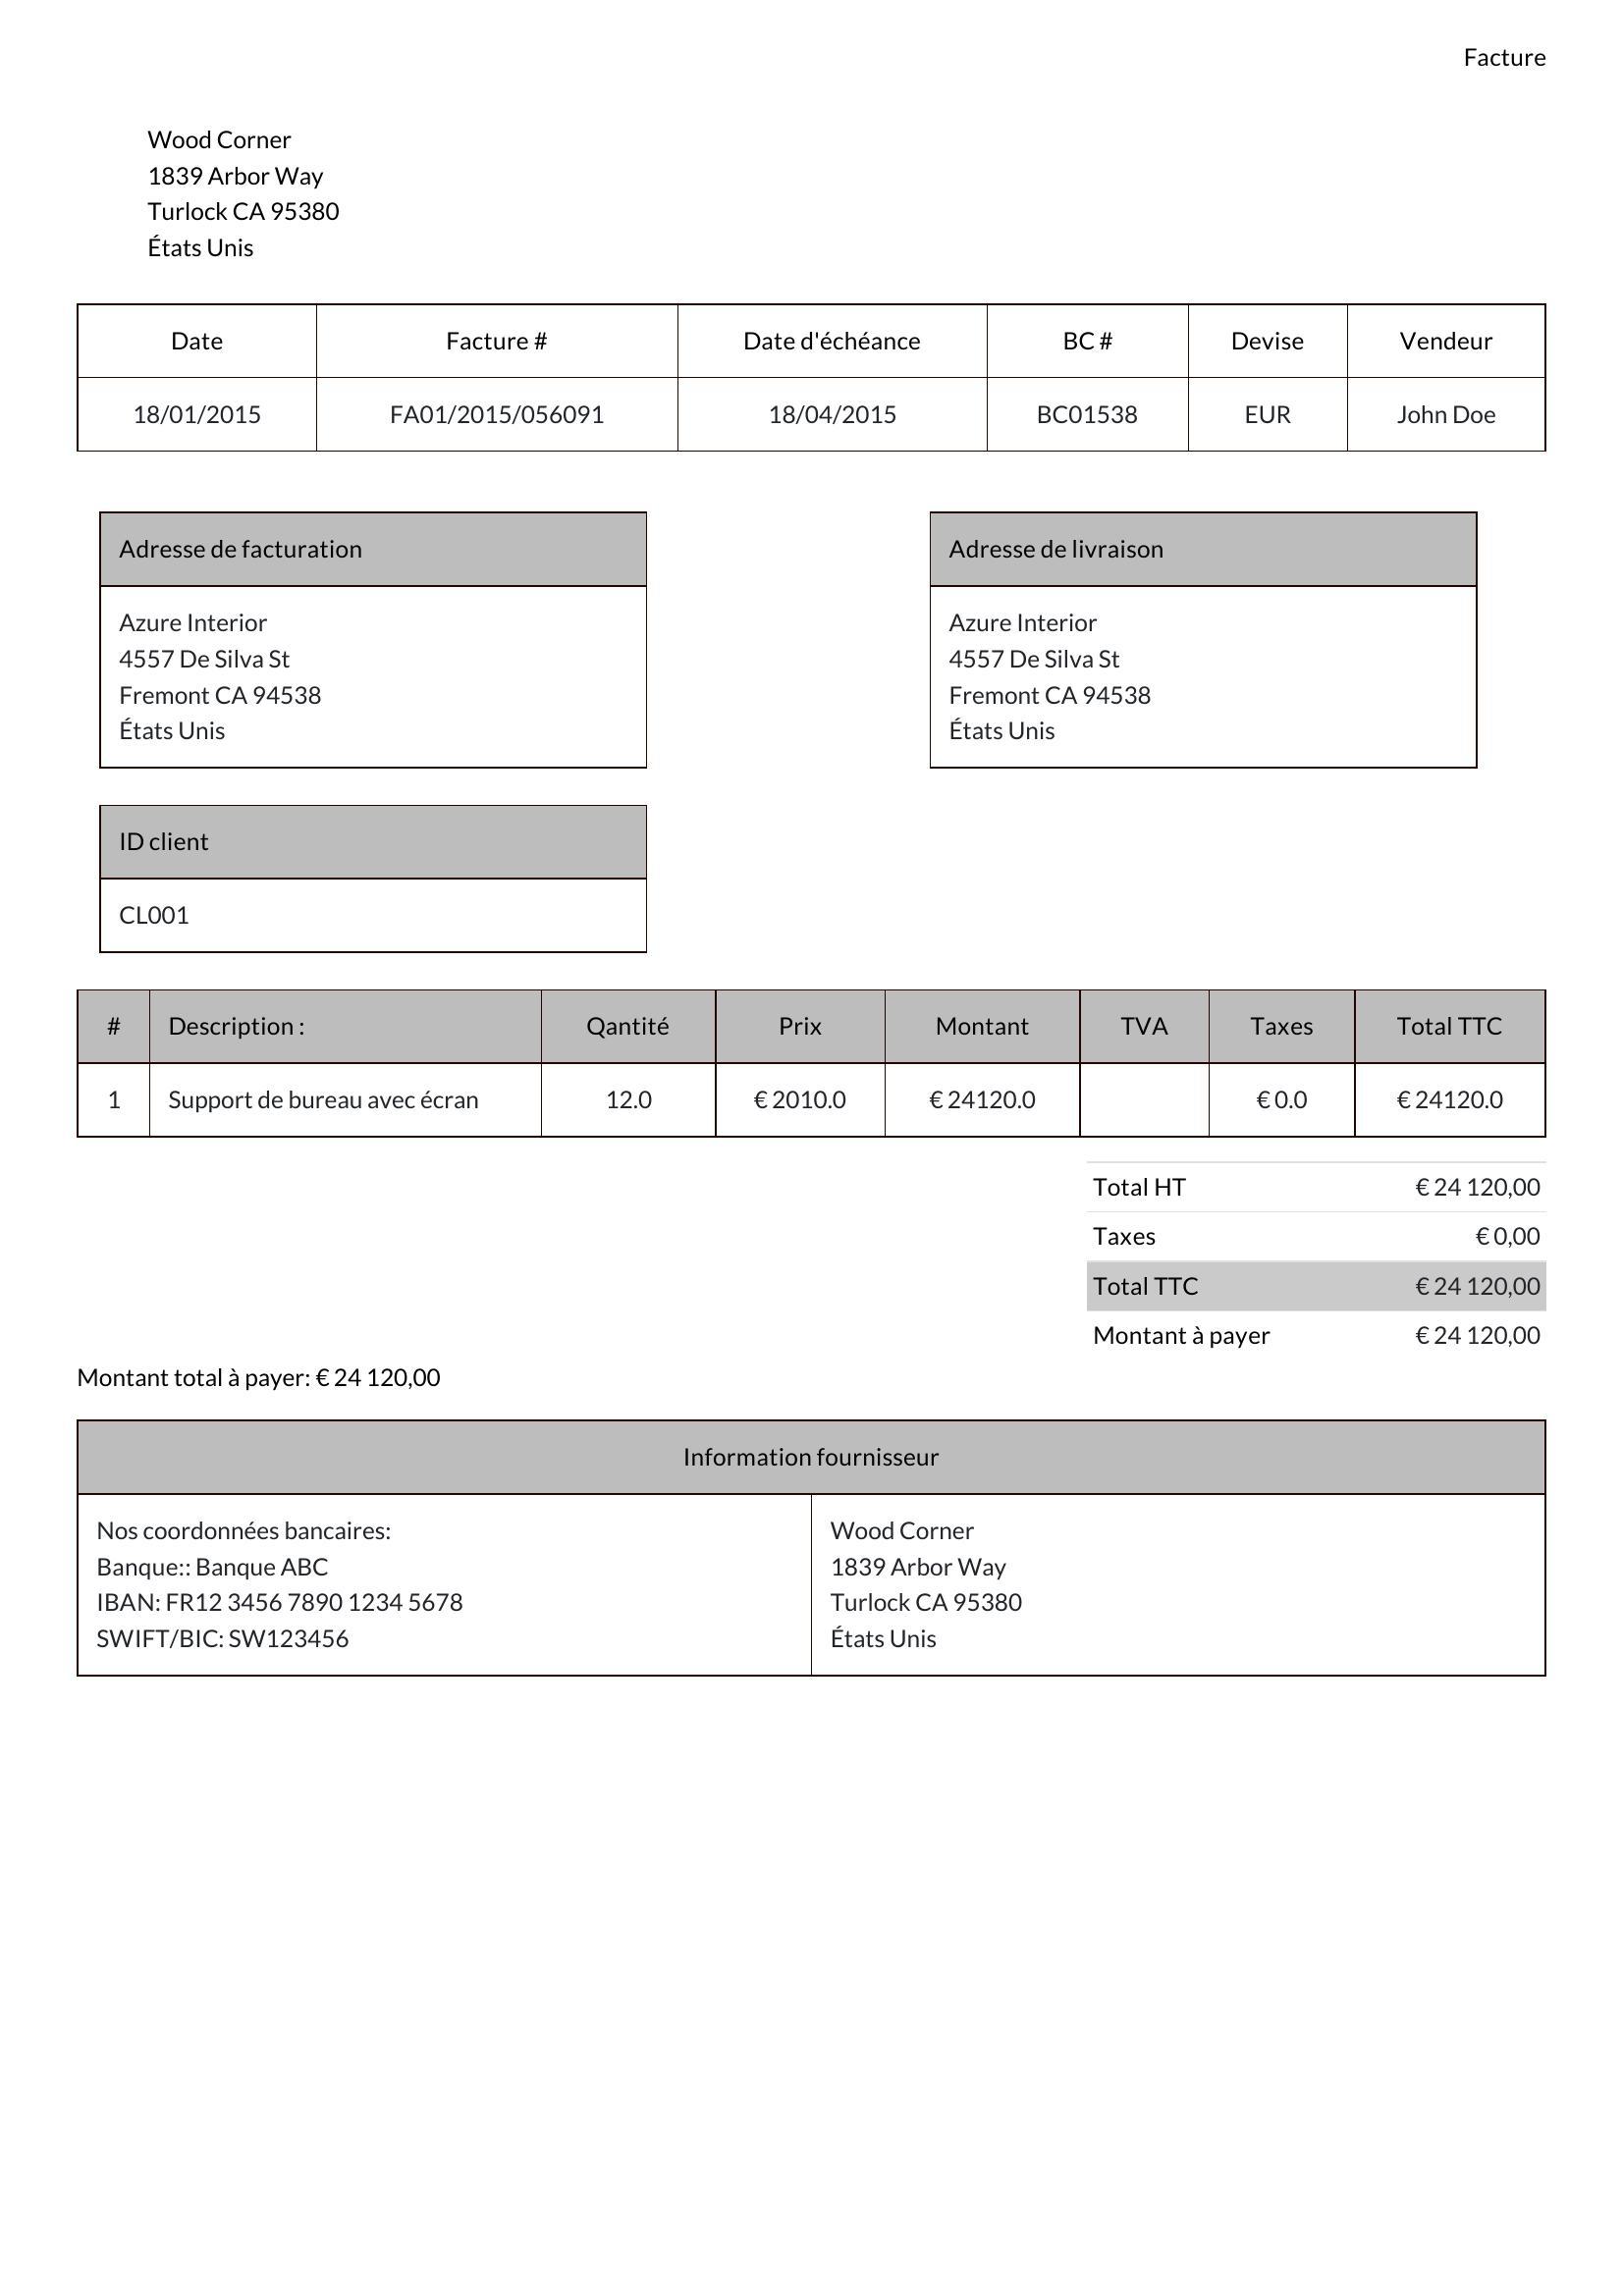 Facture
Wood Corner
1839 Arbor Way
Turlock CA 95380
États Unis
Date Facture # Date d'échéance BC # Devise Vendeur
18/01/2015 FA01/2015/056091 18/04/2015 BC01538 EUR John Doe
Adresse de facturation
Azure Interior
4557 De Silva St
Fremont CA 94538
États Unis
Adresse de livraison
Azure Interior
4557 De Silva St
Fremont CA 94538
États Unis
ID client
CL001
# Description : Qantité Prix Montant TVA Taxes Total TTC
1 Support de bureau avec écran 12.0 € 2010.0 € 24120.0 € 0.0 € 24120.0
Total HT € 24 120,00
Taxes € 0,00
Total TTC € 24 120,00
Montant à payer € 24 120,00
Montant total à payer: € 24 120,00
Information fournisseur
Nos coordonnées bancaires:
Banque:: Banque ABC
IBAN: FR12 3456 7890 1234 5678
SWIFT/BIC: SW123456
Wood Corner
1839 Arbor Way
Turlock CA 95380
États Unis